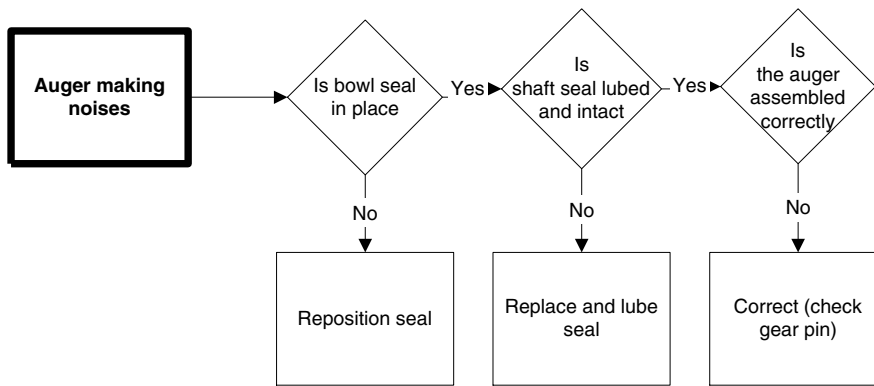 Auger making
noises
Is bowl seal
in place
Yes
Is
shaft seal lubed
and intact
Yes
Is
the auger
assembled
correctly
No
No
No
Reposition seal
Replace and lube
seal
Correct (check
gear pin)